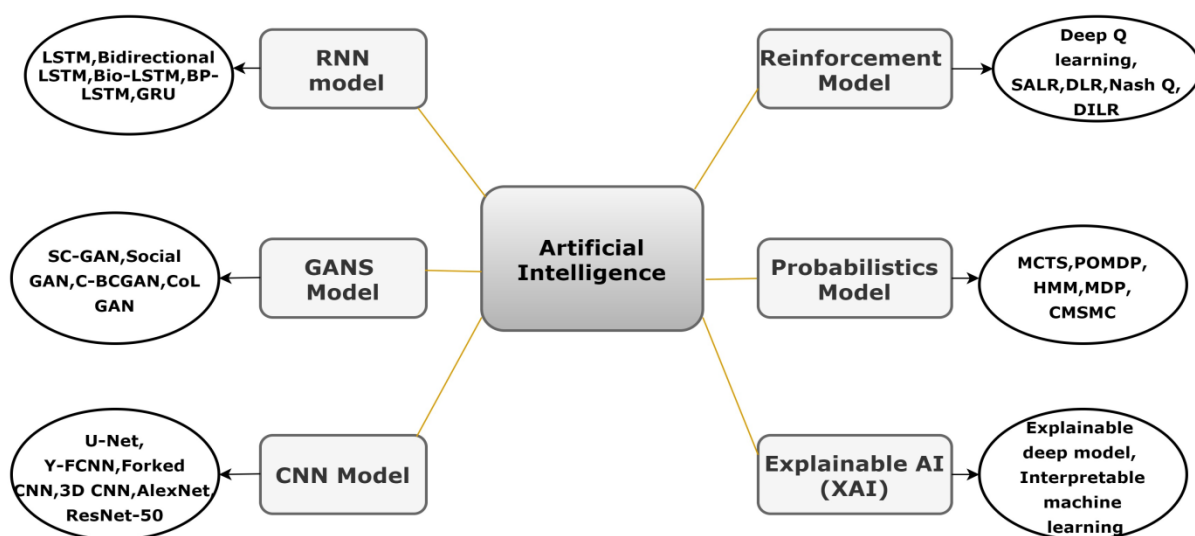 LSTM,Bidirectional
LSTM,Bio-LSTM,BP-
LSTM,GRU
RNN
model
Reinforcement
Model
Deep Q
learning,
SALR,DLR,Nash Q,
DILR
SC-GAN,Social
GAN,C-BCGAN,CoL
GAN
GANS
Model
Artificial
Intelligence
Probabilistics
Model
MCTS,POMDP,
HMM,MDP,
CMSMC
U-Net,
Y-FCNN,Forked
CNN,3D CNN,AlexNet,
ResNet-50
CNN Model
Explainable AI
(XAI)
Explainable
deep model,
Interpretable
machine
learning